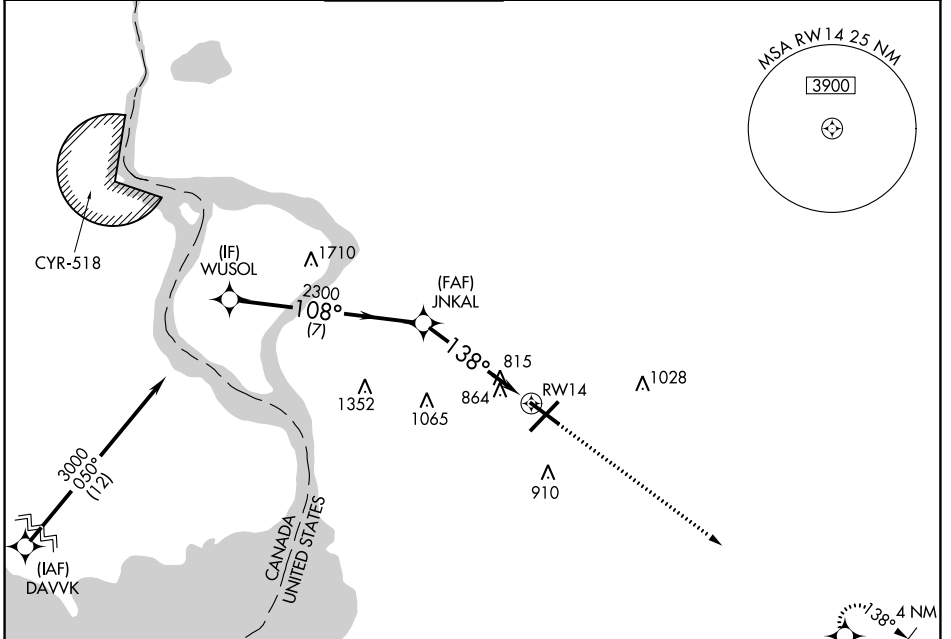 MSA RW14 25 NM
3900
CYR-518
(IF)
WUSOL
1710
2300
108°
(7)
(FAF)
JNKAL
138°
815
864
RW14
1028
1352
1065
910
3000
050°
(12)
(IAF)
DAVVK
CANADA
UNITED STATES
138°
4 NM